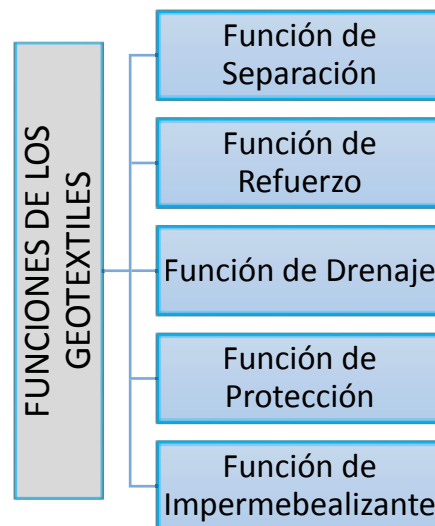 FUNCIONES DE LOS
GEOTEXTILES
Función de
Separación
Función de
Refuerzo
Función de Drenaje
Función de
Protección
Función de
Impermebealizante